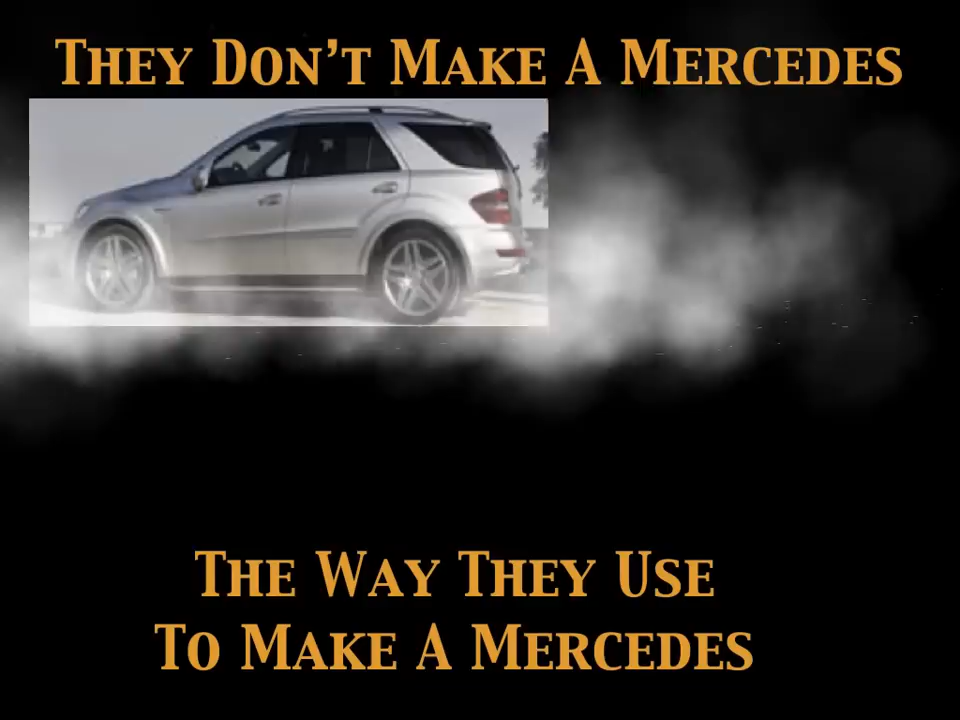 They Don't Make A Mercedes
The Way They Use
To Make A Mercedes